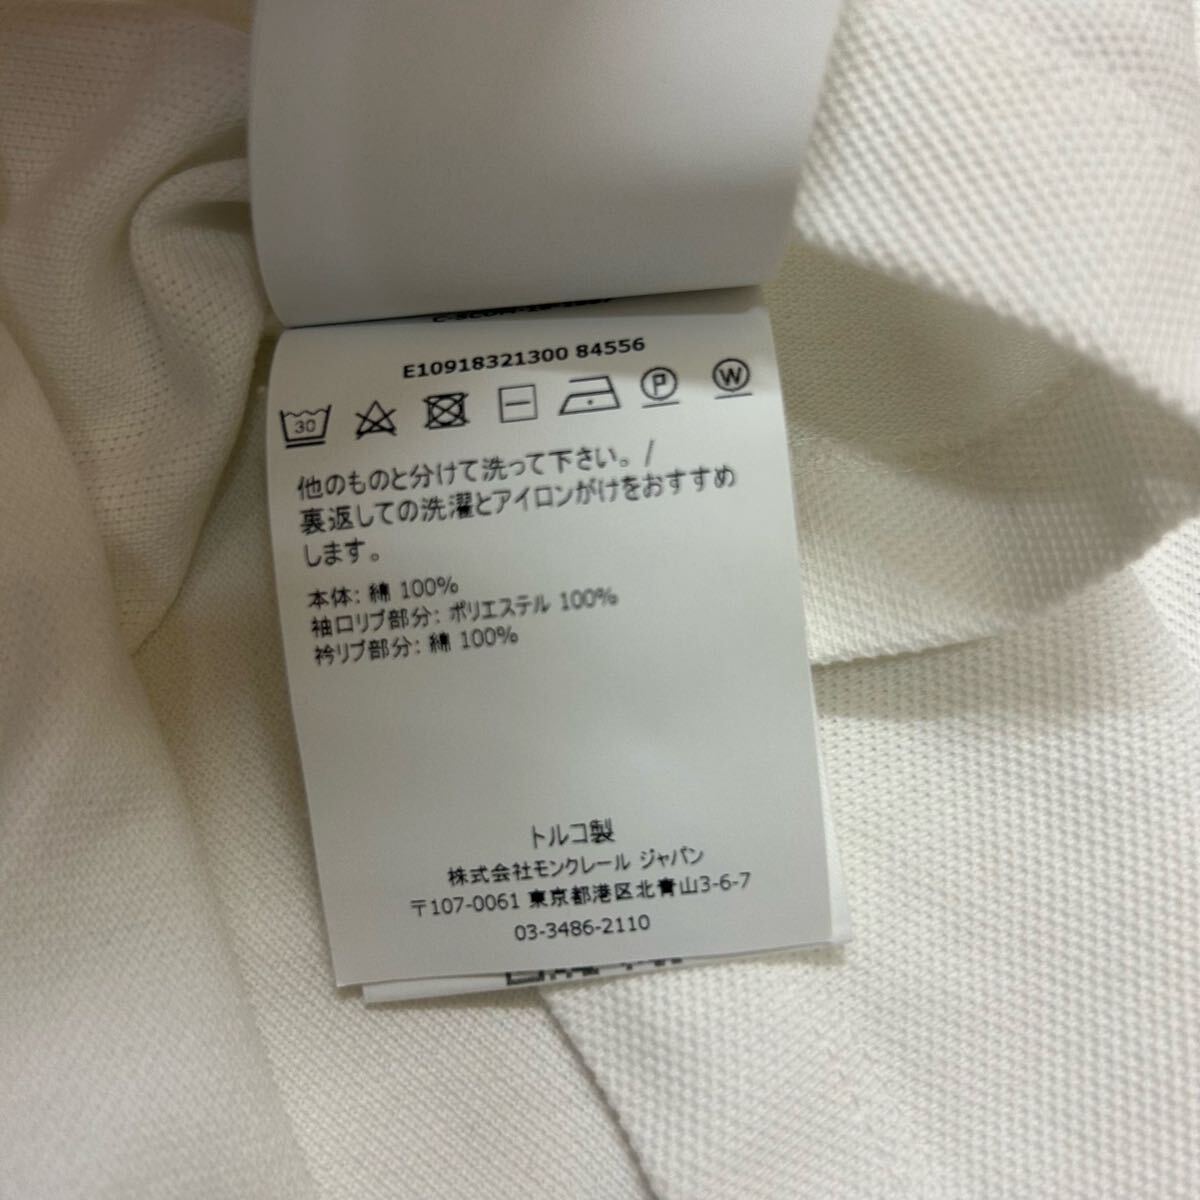 E10918321300 84556
30
P
W
他のものと分けて洗って下さい。/
裏返しての洗濯とアイロンがけをおすすめ
します。
本体: 綿 100%
袖口リブ部分: ポリエステル 100%
衿リブ部分: 綿 100%
トルコ製
株式会社モンクレール ジャパン
〒107-0061 東京都港区北青山3-6-7
03-3486-2110